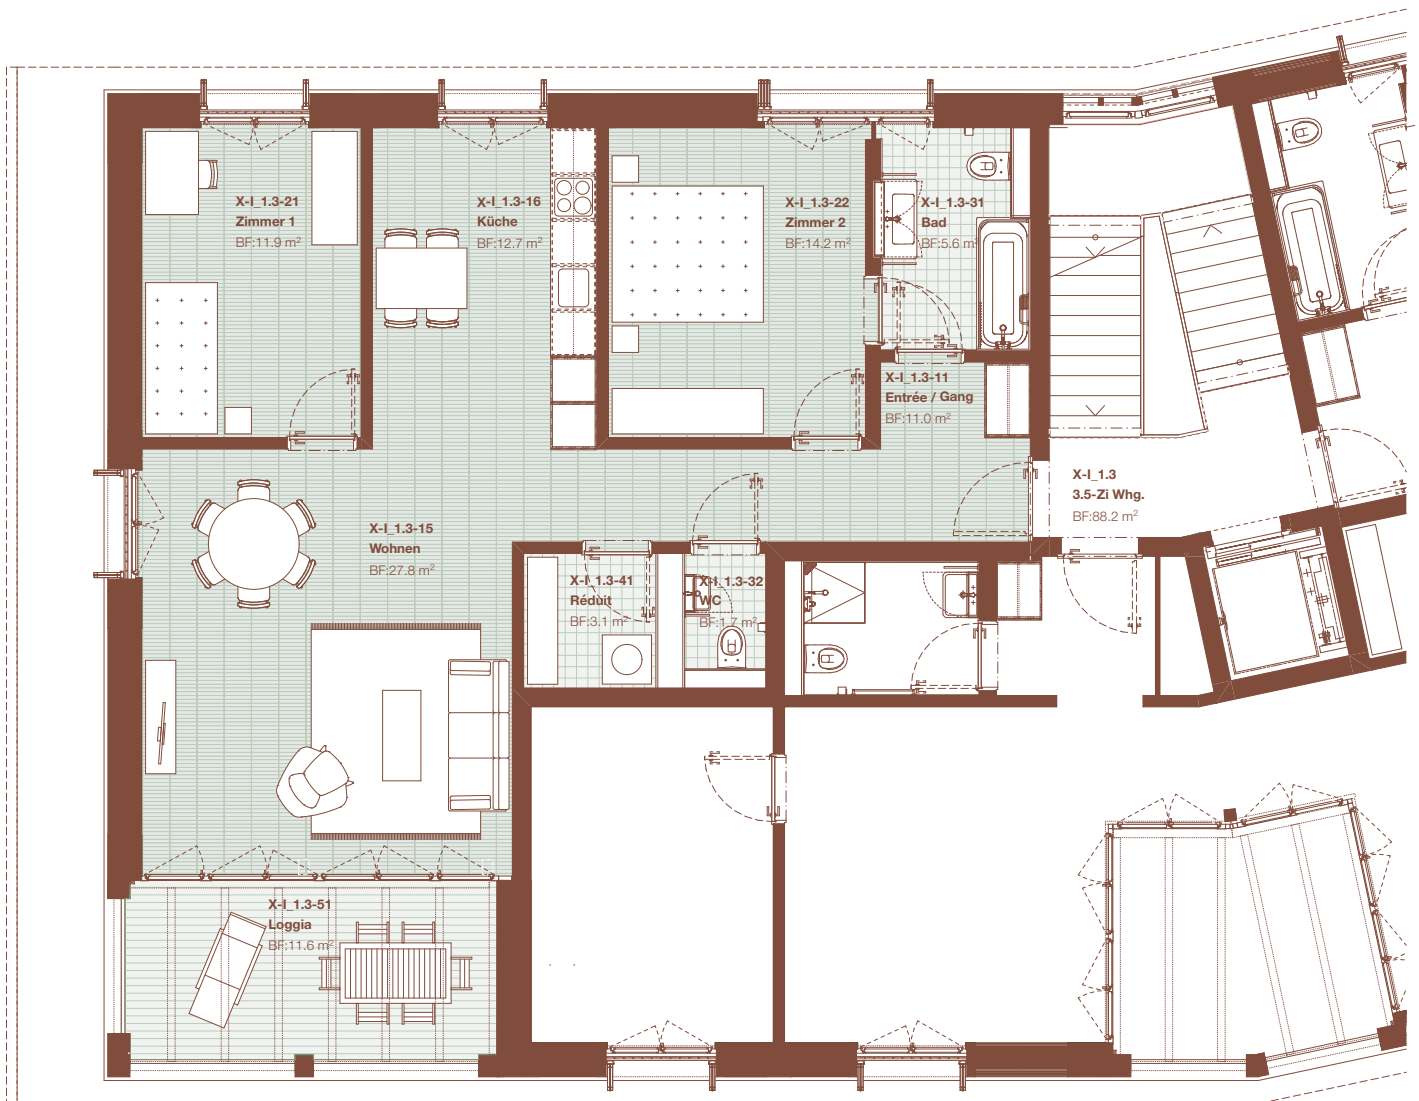 X-I_1.3-21
Zimmer 1
BF:11.9 m²
X-I_1.3-16
Küche
BF:12.7 m²
X-I_1.3-22
Zimmer 2
BF:14.2 m²
X-I_1.3-31
Bad
BF:5.6 m²
X-I_1.3-11
Entrée / Gang
BF:11.0 m²
X-I_1.3
3.5-Zi Whg.
BF:88.2 m²
X-I_1.3-15
Wohnen
BF:27.8 m²
X-I_1.3-41
Réduit
BF:3.1 m²
X-I_1.3-32
WC
BF:1.7 m²
X-I_1.3-51
Loggia
BF:11.6 m²